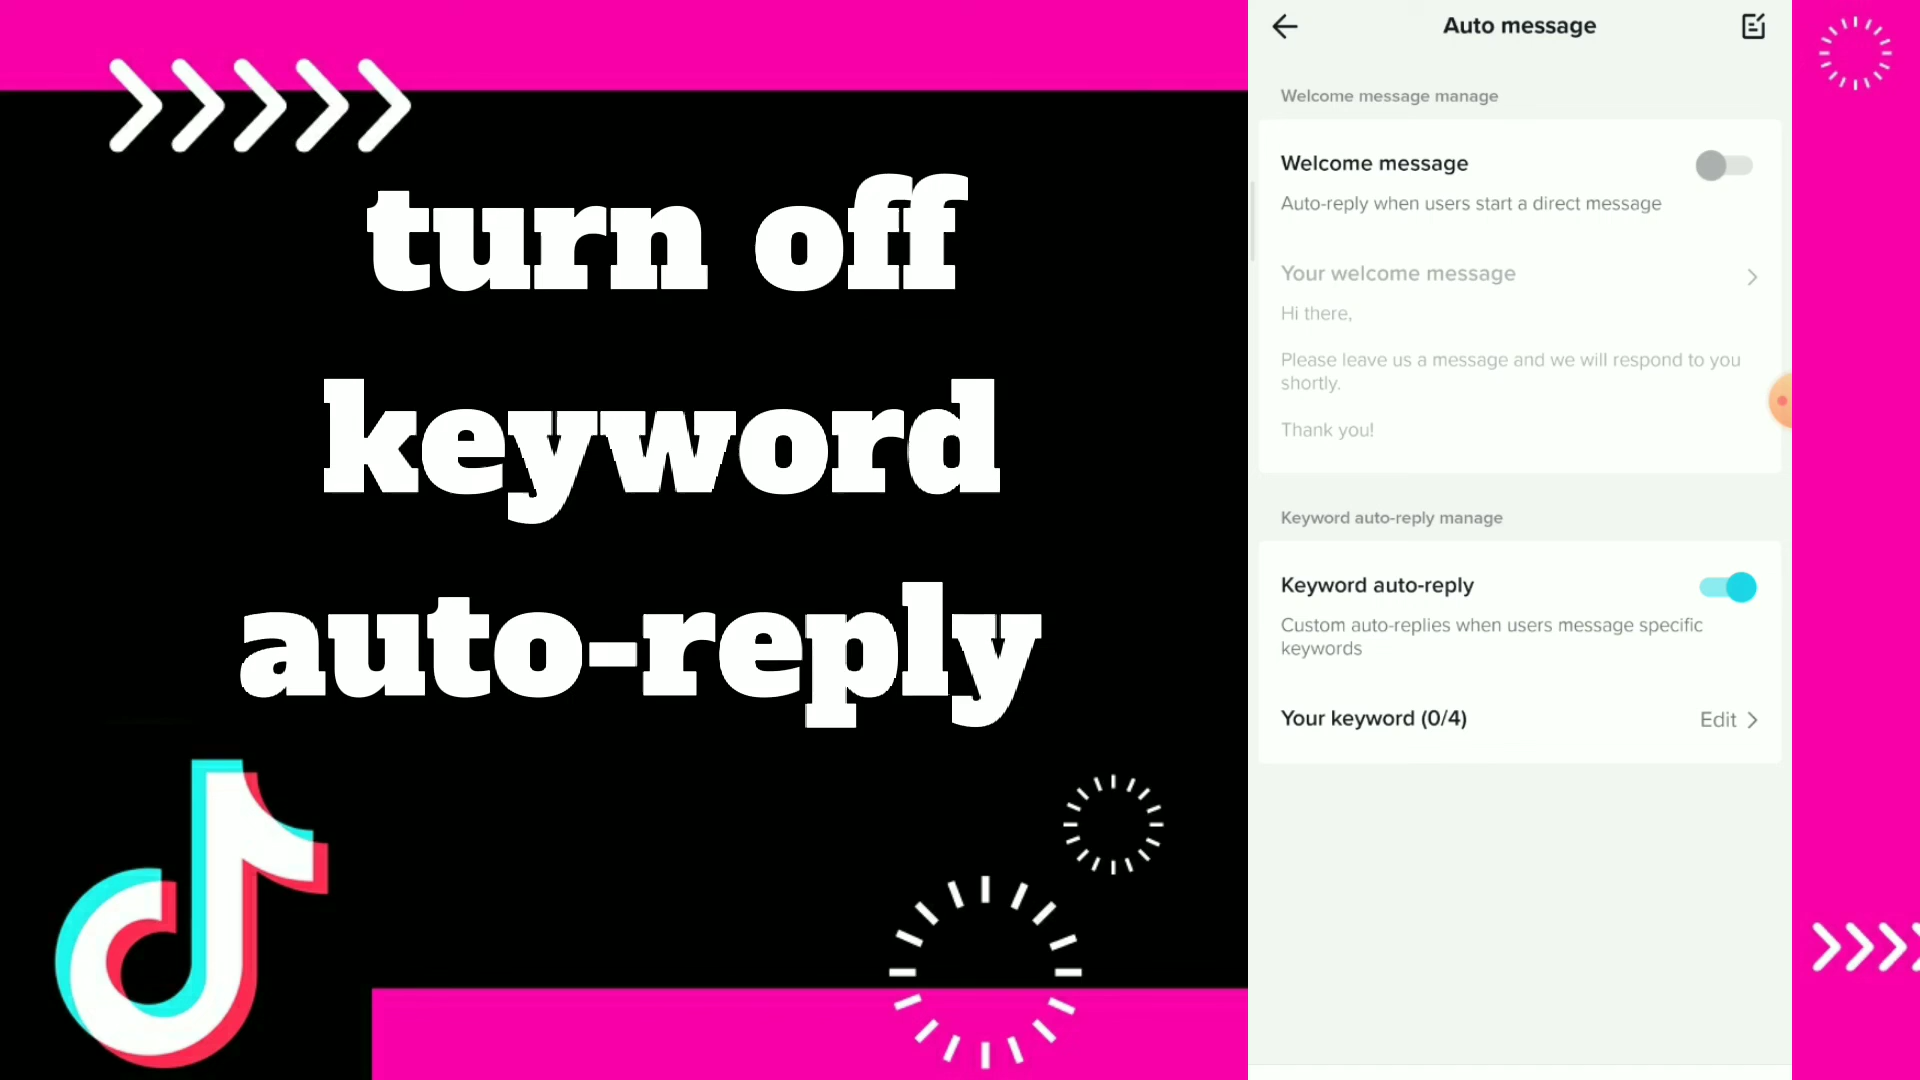 turn off
keyword
auto-reply
Auto message
Welcome message manage
Welcome message
Auto-reply when users start a direct message
Your welcome message
Hi there,
Please leave us a message and we will respond to you
shortly.
Thank you!
Keyword auto-reply manage
Keyword auto-reply
Custom auto-replies when users message specific
keywords
Your keyword (0/4)
Edit